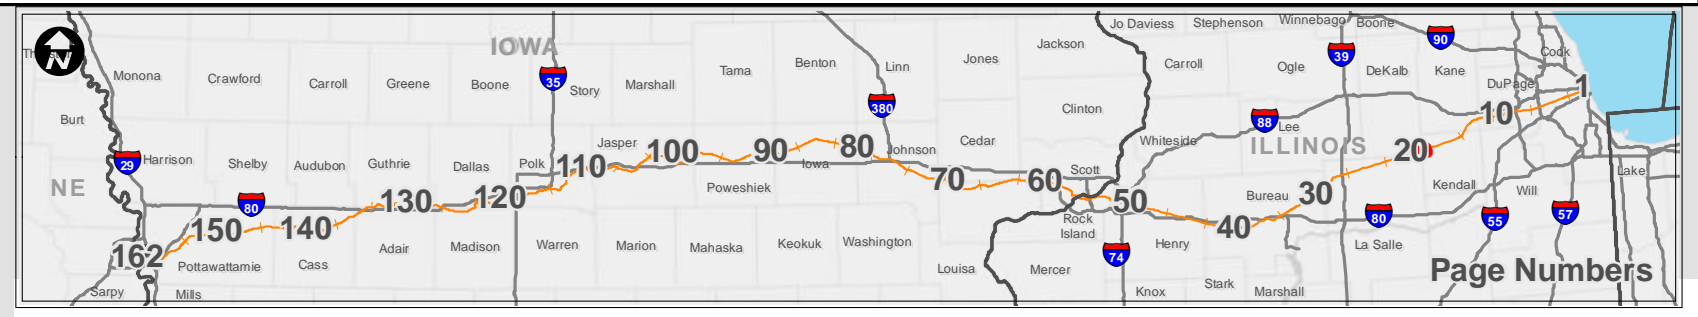 Jo Daviess
Stephenson
Winnebago
Boone
N
IOWA
Jackson
39
90
Cook
Monona
Crawford
Carroll
Greene
Boone
35
Story
Marshall
Tama
Benton
Linn
Jones
Carroll
Ogle
DeKalb
Kane
DuPage
1
380
Clinton
10
Burt
88
Lee
Whiteside
ILLINOIS
20
29
Harrison
Shelby
Audubon
Guthrie
Dallas
Polk
110
Jasper
100
90
Iowa
80
Johnson
Cedar
Scott
Lake
NE
80
130
120
Poweshiek
70
60
50
Bureau
30
Kendall
Will
162
150
140
Adair
Madison
Warren
Marion
Mahaska
Keokuk
Washington
Rock
Island
74
Henry
40
80
La Salle
55
57
Pottawattamie
Cass
Louisa
Mercer
Stark
Page Numbers
Sarpy
Mills
Knox
Marshall